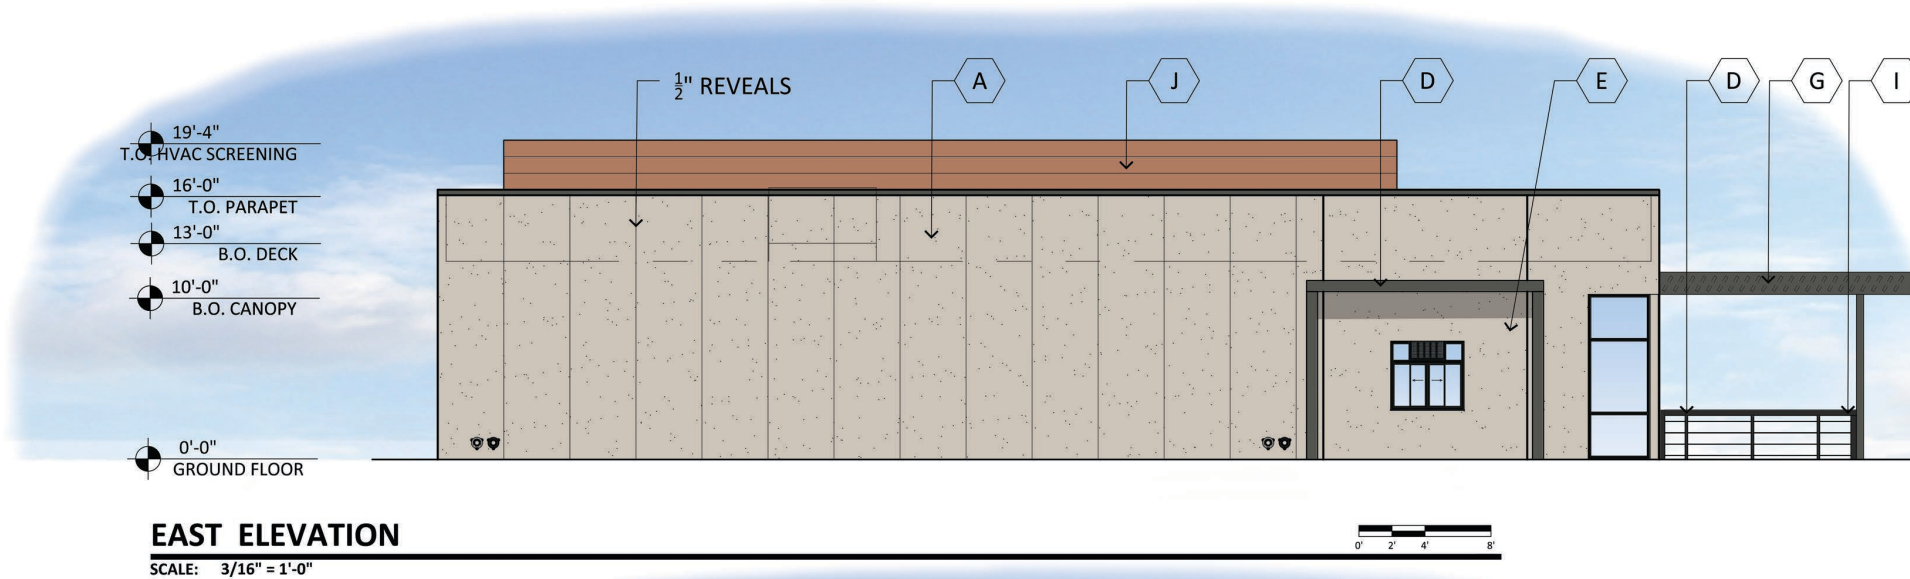 ½" REVEALS
A
J
D
E
D
G
I
19'-4"
T.O. HVAC SCREENING
16'-0"
T.O. PARAPET
13'-0"
B.O. DECK
10'-0"
B.O. CANOPY
0'-0"
GROUND FLOOR
EAST ELEVATION
SCALE: 3/16" = 1'-0"
0' 2' 4' 8'